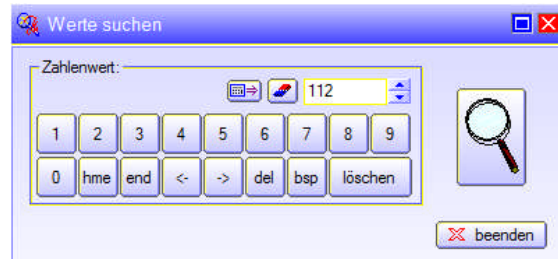 Werte suchen
Zahlenwert:
112
1 2 3 4 5 6 7 8 9
0 hme end <- -> del bsp löschen
beenden